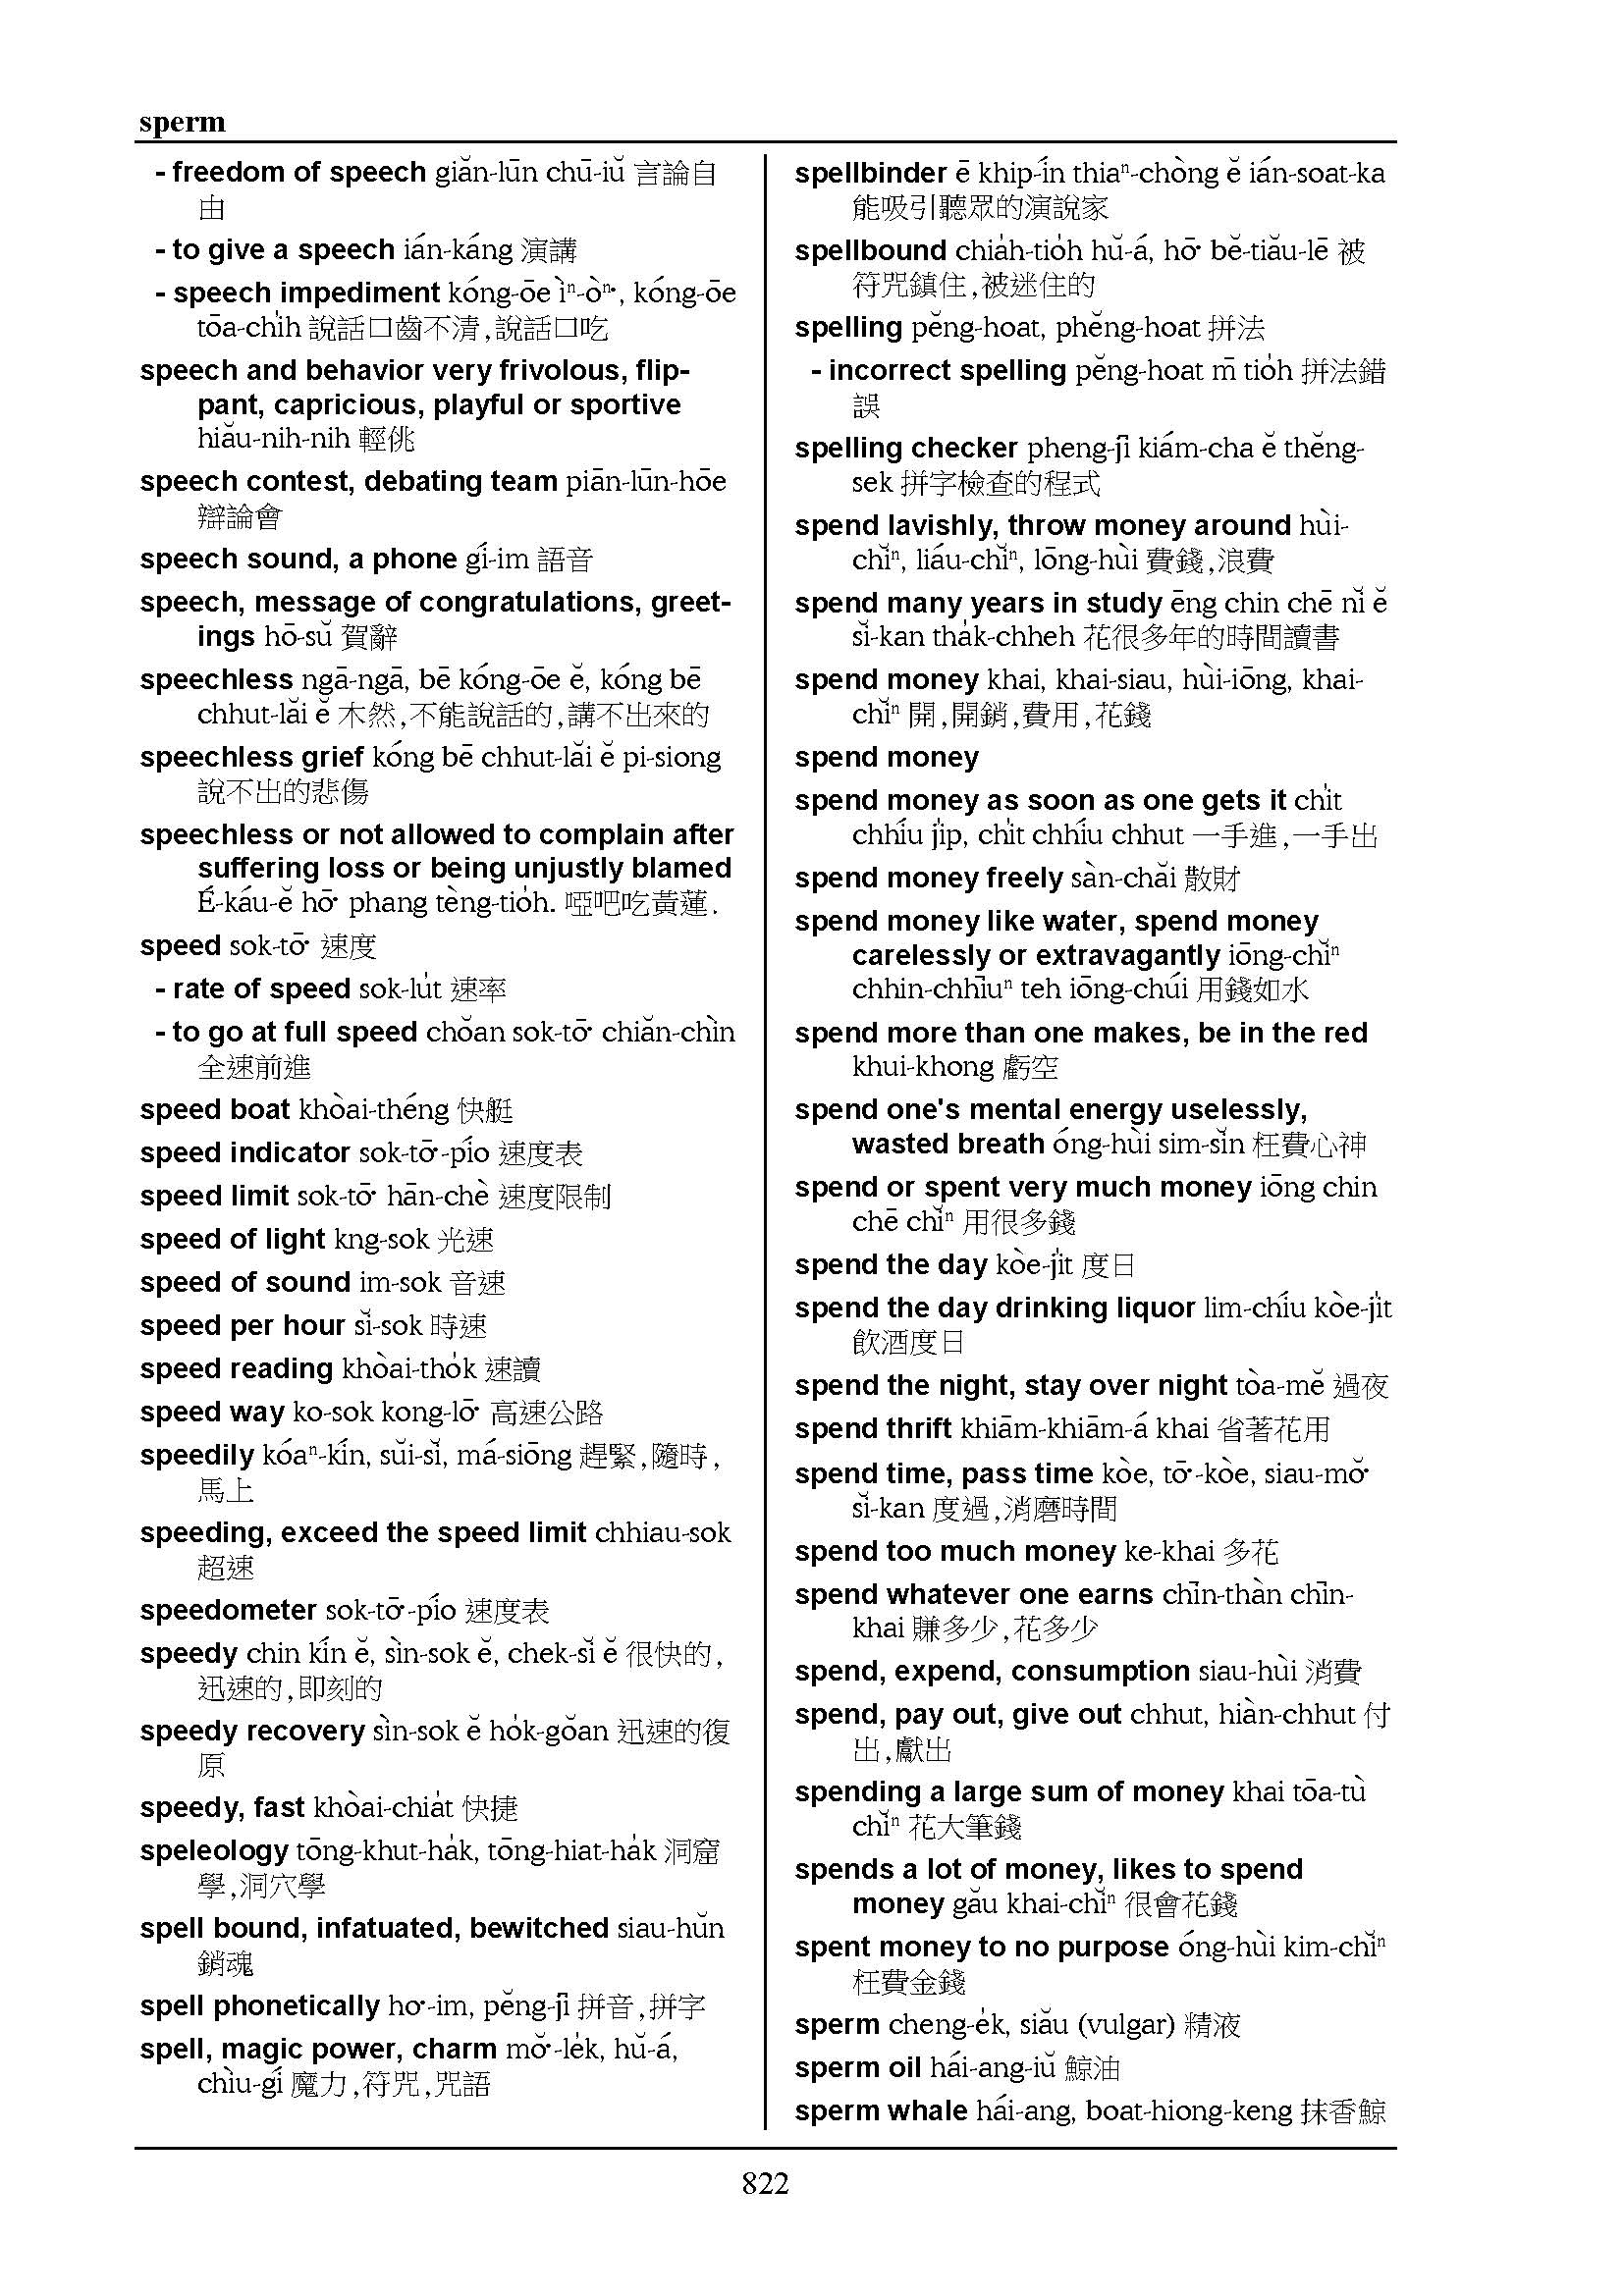 sperm
- freedom of speech giăn-lūn chū-iŭ 言論自
由
- to give a speech ián-káng 演講
- speech impediment kóng-ōe ìⁿ-òⁿ·, kóng-ōe
tōa-chi̍h 說話口齒不清,說話口吃
speech and behavior very frivolous, flip-
pant, capricious, playful or sportive
hiău-nih-nih 輕佻
speech contest, debating team piān-lūn-hōe
辯論會
speech sound, a phone gí-im 語音
speech, message of congratulations, greet-
ings hō-sŭ 賀辭
speechless ngā-ngā, bē kóng-ōe ĕ, kóng bē
chhut-lăi ĕ 木然,不能說話的,講不出來的
speechless grief kóng bē chhut-lăi ĕ pi-siong
說不出的悲傷
speechless or not allowed to complain after
suffering loss or being unjustly blamed
É-káu-ĕ hō͘ phang tèng-tio̍h. 啞吧吃黃蓮.
speed sok-tō͘ 速度
- rate of speed sok-lu̍t 速率
- to go at full speed chŏan sok-tō͘ chiăn-chìn
全速前進
speed boat khòai-théng 快艇
speed indicator sok-tō͘-pío 速度表
speed limit sok-tō͘ hān-chè 速度限制
speed of light kng-sok 光速
speed of sound im-sok 音速
speed per hour sĭ-sok 時速
speed reading khòai-tho̍k 速讀
speed way ko-sok kong-lō͘ 高速公路
speedily kóaⁿ-kín, sŭi-sĭ, má-siōng 趕緊,隨時,
馬上
speeding, exceed the speed limit chhiau-sok
超速
speedometer sok-tō͘-pío 速度表
speedy chin kín ĕ, sìn-sok ĕ, chek-sĭ ĕ 很快的,
迅速的,即刻的
speedy recovery sìn-sok ĕ ho̍k-gŏan 迅速的復
原
speedy, fast khòai-chia̍t 快捷
speleology tōng-khut-ha̍k, tōng-hiat-ha̍k 洞窟
學,洞穴學
spell bound, infatuated, bewitched siau-hŭn
銷魂
spell phonetically ho͘-im, pĕng-jī 拼音,拼字
spell, magic power, charm mŏ͘-le̍k, hŭ-á,
chìu-gí 魔力,符咒,咒語
spellbinder ē khip-ín thiaⁿ-chòng ĕ ián-soat-ka
能吸引聽眾的演說家
spellbound chia̍h-tio̍h hŭ-á, hō͘ bĕ-tiău-lē 被
符咒鎮住,被迷住的
spelling pĕng-hoat, phĕng-hoat 拼法
- incorrect spelling pĕng-hoat m̄ tio̍h 拼法錯
誤
spelling checker pheng-jī kiám-cha ĕ thĕng-
sek 拼字檢查的程式
spend lavishly, throw money around hùi-
chĭⁿ, liáu-chĭⁿ, lōng-hùi 費錢,浪費
spend many years in study ēng chin chē nĭ ĕ
sĭ-kan tha̍k-chheh 花很多年的時間讀書
spend money khai, khai-siau, hùi-iōng, khai-
chĭⁿ 開,開銷,費用,花錢
spend money
spend money as soon as one gets it chi̍t
chhíu ji̍p, chi̍t chhíu chhut 一手進,一手出
spend money freely sàn-chăi 散財
spend money like water, spend money
carelessly or extravagantly iōng-chĭⁿ
chhin-chhīuⁿ teh iōng-chúi 用錢如水
spend more than one makes, be in the red
khui-khong 虧空
spend one's mental energy uselessly,
wasted breath óng-hùi sim-sĭn 枉費心神
spend or spent very much money iōng chin
chē chĭⁿ 用很多錢
spend the day kòe-ji̍t 度日
spend the day drinking liquor lim-chíu kòe-ji̍t
飲酒度日
spend the night, stay over night tòa-mĕ 過夜
spend thrift khiām-khiām-á khai 省著花用
spend time, pass time kòe, tō͘-kòe, siau-mŏ͘
sĭ-kan 度過,消磨時間
spend too much money ke-khai 多花
spend whatever one earns chīn-thàn chīn-
khai 賺多少,花多少
spend, expend, consumption siau-hùi 消費
spend, pay out, give out chhut, hiàn-chhut 付
出,獻出
spending a large sum of money khai tōa-tù
chĭⁿ 花大筆錢
spends a lot of money, likes to spend
money gău khai-chĭⁿ 很會花錢
spent money to no purpose óng-hùi kim-chĭⁿ
枉費金錢
sperm cheng-e̍k, siău (vulgar) 精液
sperm oil hái-ang-iŭ 鯨油
sperm whale hái-ang, boat-hiong-keng 抹香鯨
822